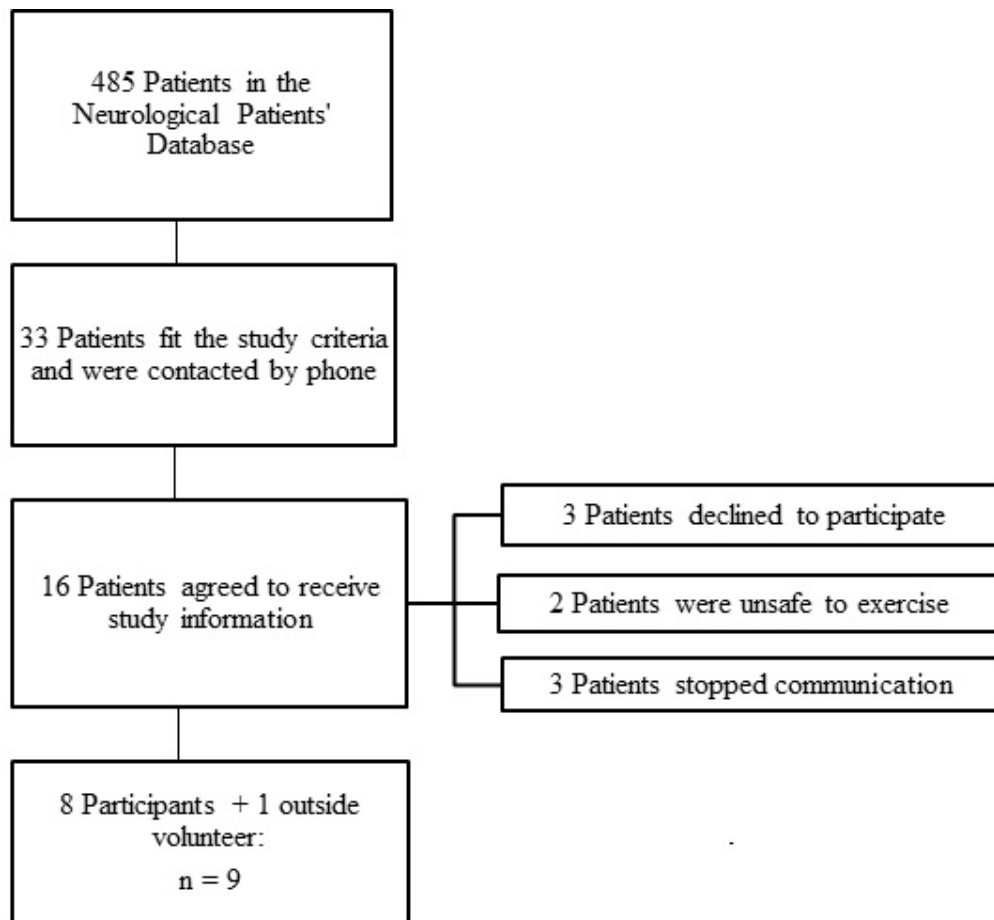 485 Patients in the
Neurological Patients'
Database
33 Patients fit the study criteria
and were contacted by phone
16 Patients agreed to receive
study information
3 Patients declined to participate
2 Patients were unsafe to exercise
3 Patients stopped communication
8 Participants + 1 outside
volunteer:
n = 9